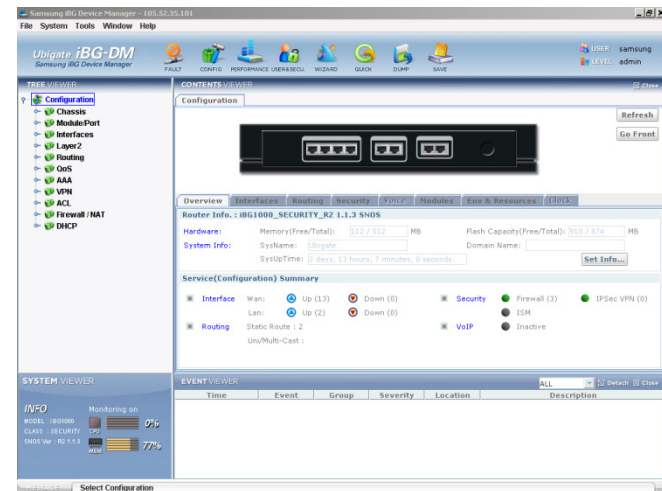 Samsung iBG Device Manager - 105.52.35.101
File System Tools Window Help
Ubigate iBG-DM
Samsung iBG Device Manager
FAULT CONFIG PERFORMANCE USER&SECU. WIZARD QUICK DUMP SAVE
USER samsung
LEVEL admin
TREE VIEWER
Configuration
Chassis
Module/Port
Interfaces
Layer2
Routing
QoS
AAA
VPN
ACL
Firewall / NAT
DHCP
CONTENTS VIEWER Close
Configuration
Refresh
Go Front
Overview Interfaces Routing Security Voice Modules Env & Resources Clock
Router Info. : iBG1000_SECURITY_R2 1.1.3 SNOS
Hardware: Memory(Free/Total): 112 / 512 MB Flash Capacity(Free/Total): 910 / 974 MB
System Info: SysName: Ubigate Domain Name:
SysUpTime: 3 days, 13 hours, 7 minutes, 0 seconds. Set Info...
Service(Configuration) Summary
Interface Wan: Up (13) Down (0) Security Firewall (3) IPSec VPN (0)
Lan: Up (2) Down (0) ISM
Routing Static Route : 2 VoIP Inactive
Uni/Multi-Cast :
SYSTEM VIEWER
INFO Monitoring on
MODEL : IBG1000
CLASS : SECURITY
SNOS Ver : R2 1.1.3
CPU 0%
MEM 77%
EVENT VIEWER ALL Detach Close
Time Event Group Severity Location Description
MESSAGE Select Configuration